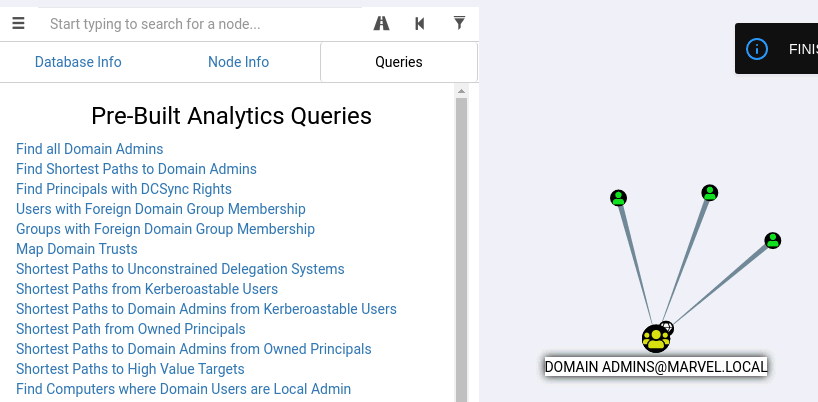 Start typing to search for a node...
Database Info
Node Info
Queries
Pre-Built Analytics Queries
Find all Domain Admins
Find Shortest Paths to Domain Admins
Find Principals with DCSync Rights
Users with Foreign Domain Group Membership
Groups with Foreign Domain Group Membership
Map Domain Trusts
Shortest Paths to Unconstrained Delegation Systems
Shortest Paths from Kerberoastable Users
Shortest Paths to Domain Admins from Kerberoastable Users
Shortest Path from Owned Principals
Shortest Paths to Domain Admins from Owned Principals
Shortest Paths to High Value Targets
Find Computers where Domain Users are Local Admin
FINIS
DOMAIN ADMINS@MARVEL.LOCAL